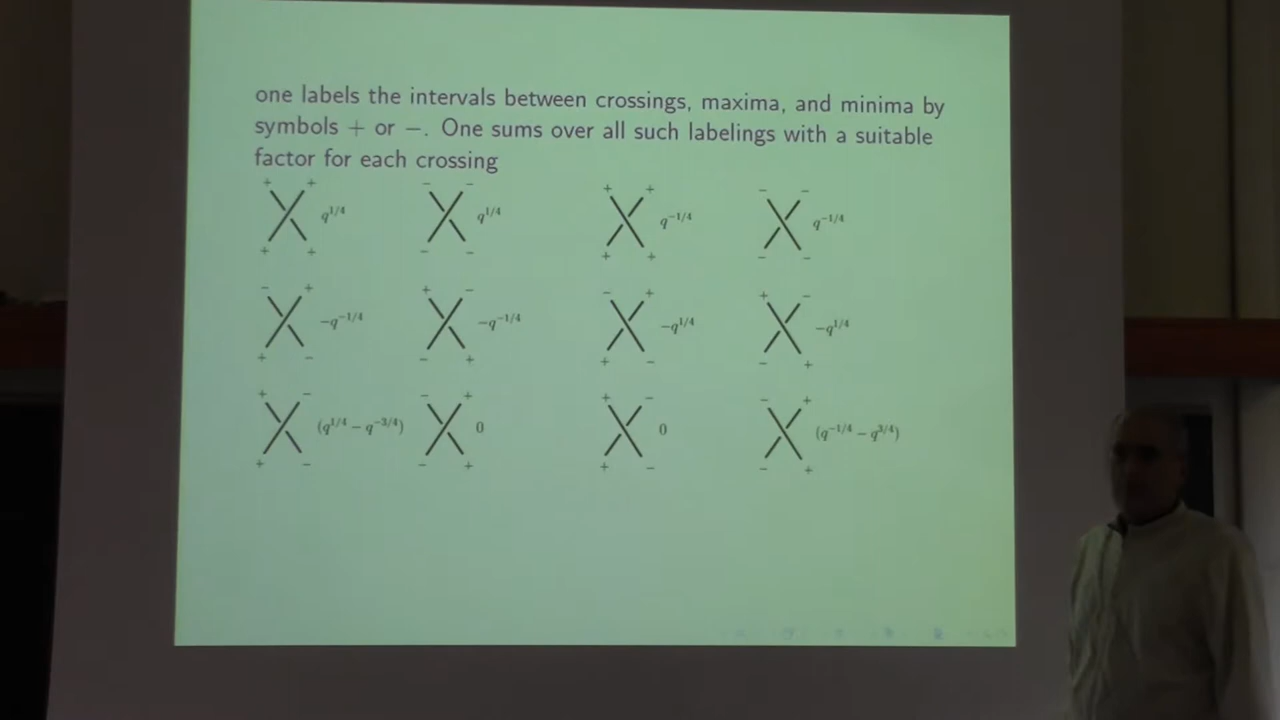 one labels the intervals between crossings, maxima, and minima by
symbols + or −. One sums over all such labelings with a suitable
factor for each crossing
+ + − − + + − −
q^{1/4} q^{1/4} q^{-1/4} q^{-1/4}
+ + − − + + − −
− + + − − + + −
−q^{-1/4} −q^{-1/4} −q^{1/4} −q^{1/4}
+ − − + + − − +
+ − − + + − − +
(q^{1/4} − q^{-3/4}) 0 0 (q^{-1/4} − q^{3/4})
+ − − + + − − +